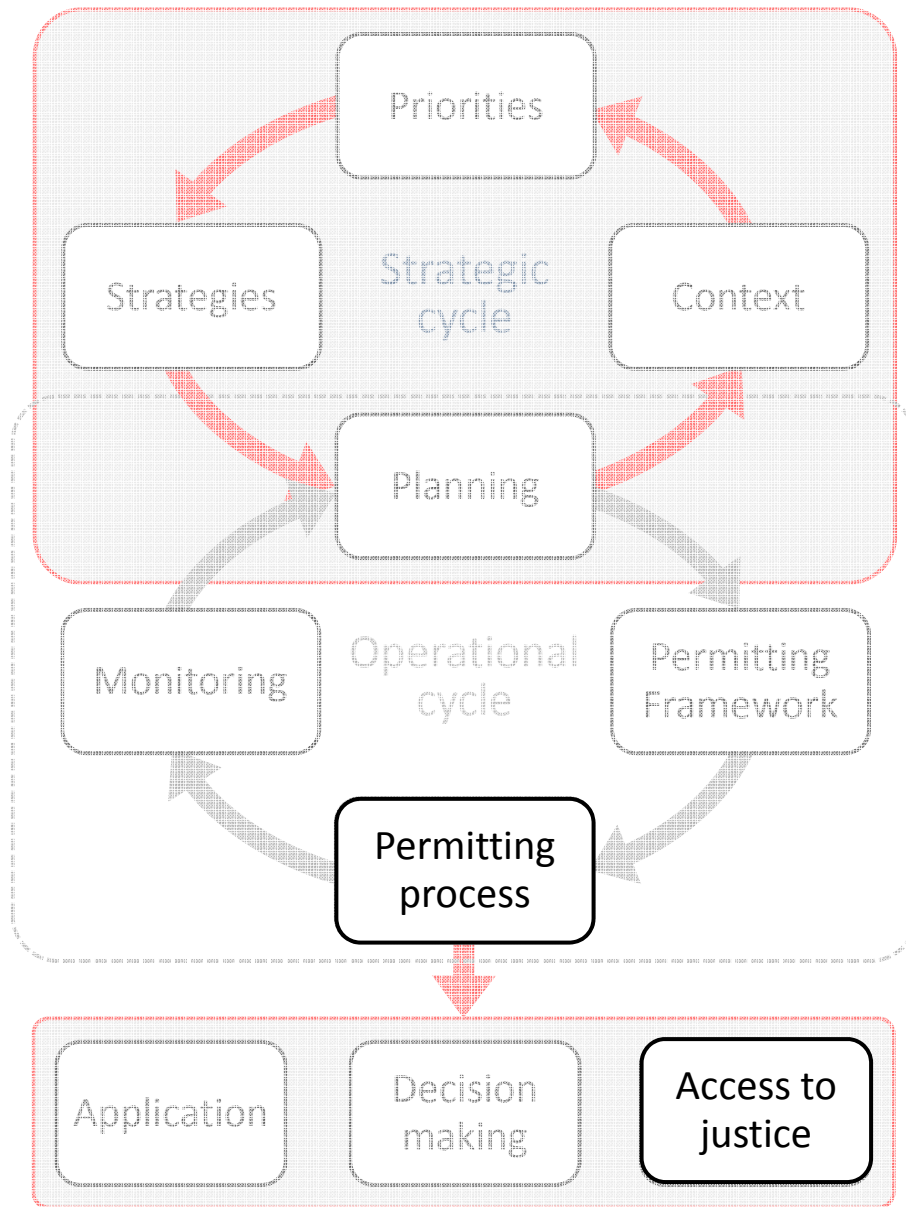 Priorities
Strategies
Strategic
cycle
Context
Planning
Monitoring
Operational
cycle
Permitting
Framework
Permitting
process
Application
Decision
making
Access to
justice